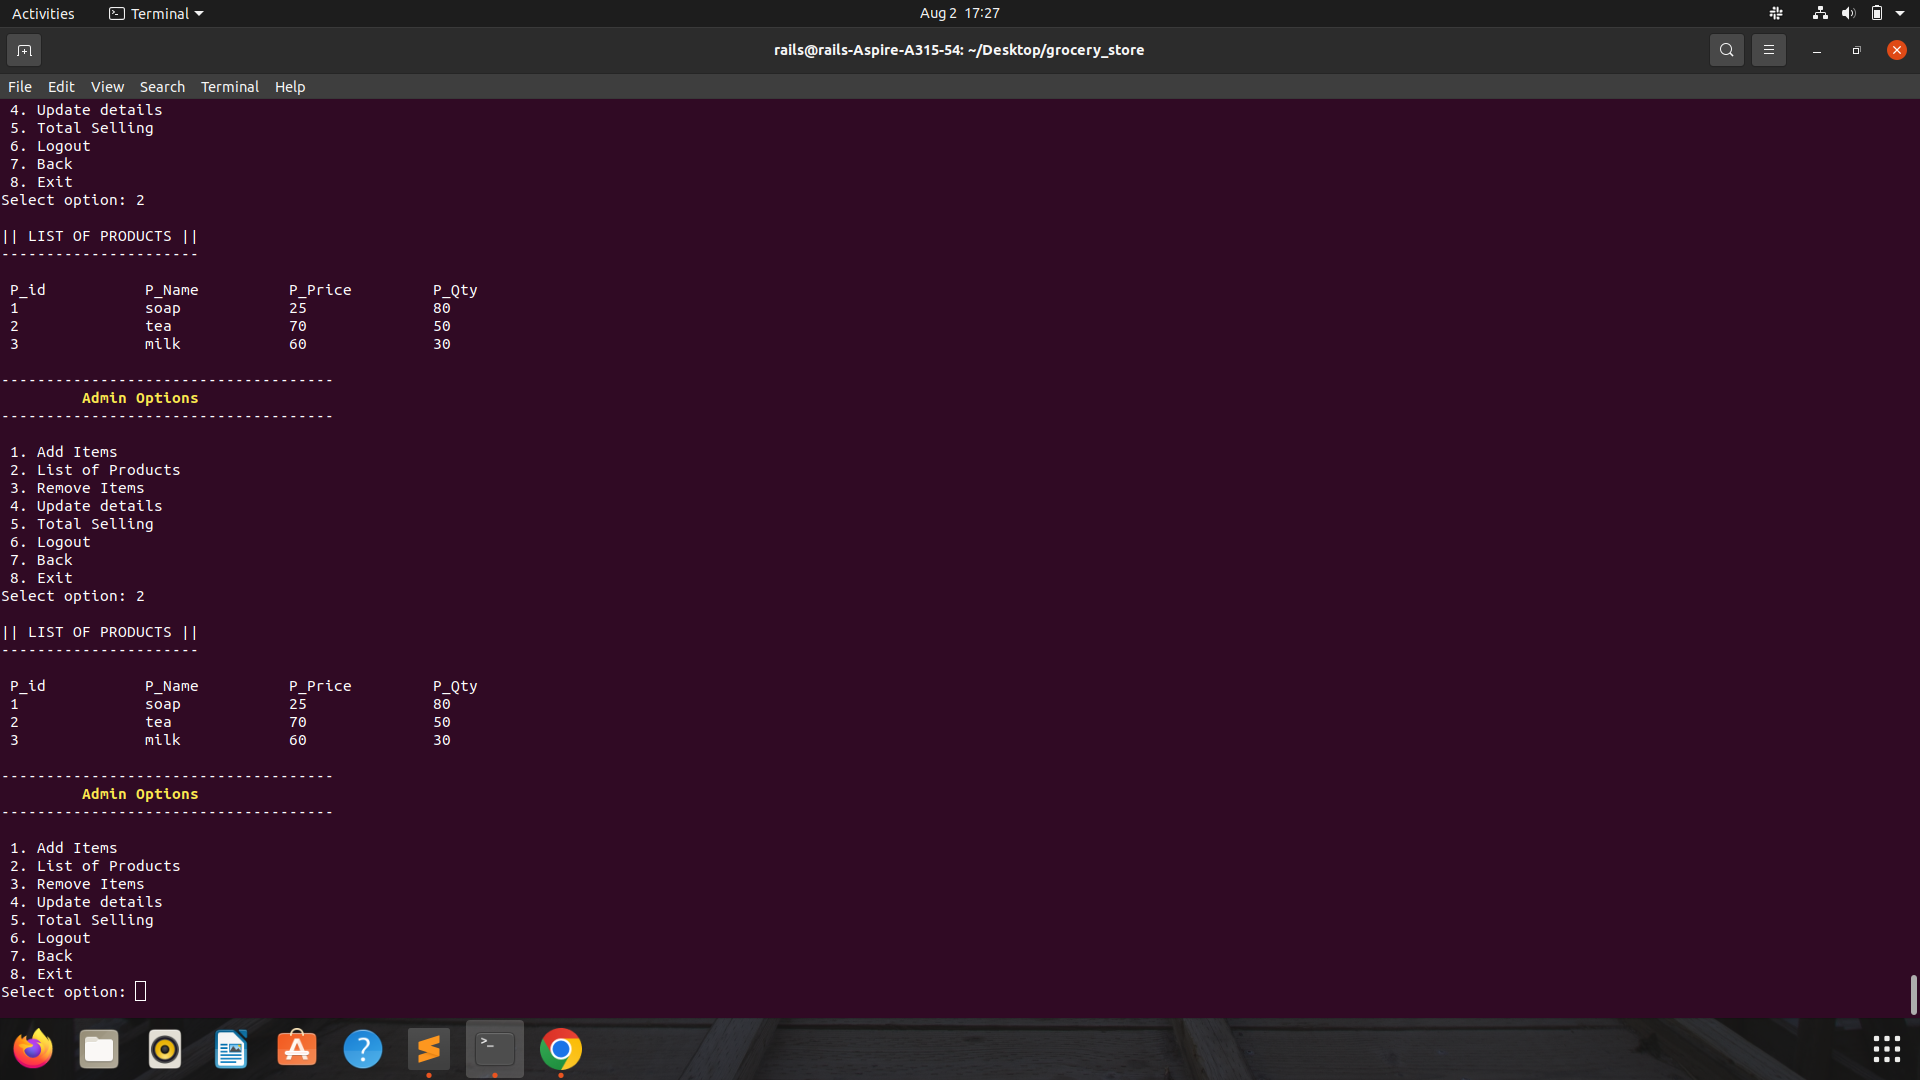 Activities Terminal Aug 2 17:27
rails@rails-Aspire-A315-54: ~/Desktop/grocery_store
File Edit View Search Terminal Help
4. Update details
5. Total Selling
6. Logout
7. Back
8. Exit
Select option: 2
|| LIST OF PRODUCTS ||
----------------------
P_id P_Name P_Price P_Qty
1 soap 25 80
2 tea 70 50
3 milk 60 30
-------------------------------------
Admin Options
-------------------------------------
1. Add Items
2. List of Products
3. Remove Items
4. Update details
5. Total Selling
6. Logout
7. Back
8. Exit
Select option: 2
|| LIST OF PRODUCTS ||
----------------------
P_id P_Name P_Price P_Qty
1 soap 25 80
2 tea 70 50
3 milk 60 30
-------------------------------------
Admin Options
-------------------------------------
1. Add Items
2. List of Products
3. Remove Items
4. Update details
5. Total Selling
6. Logout
7. Back
8. Exit
Select option: